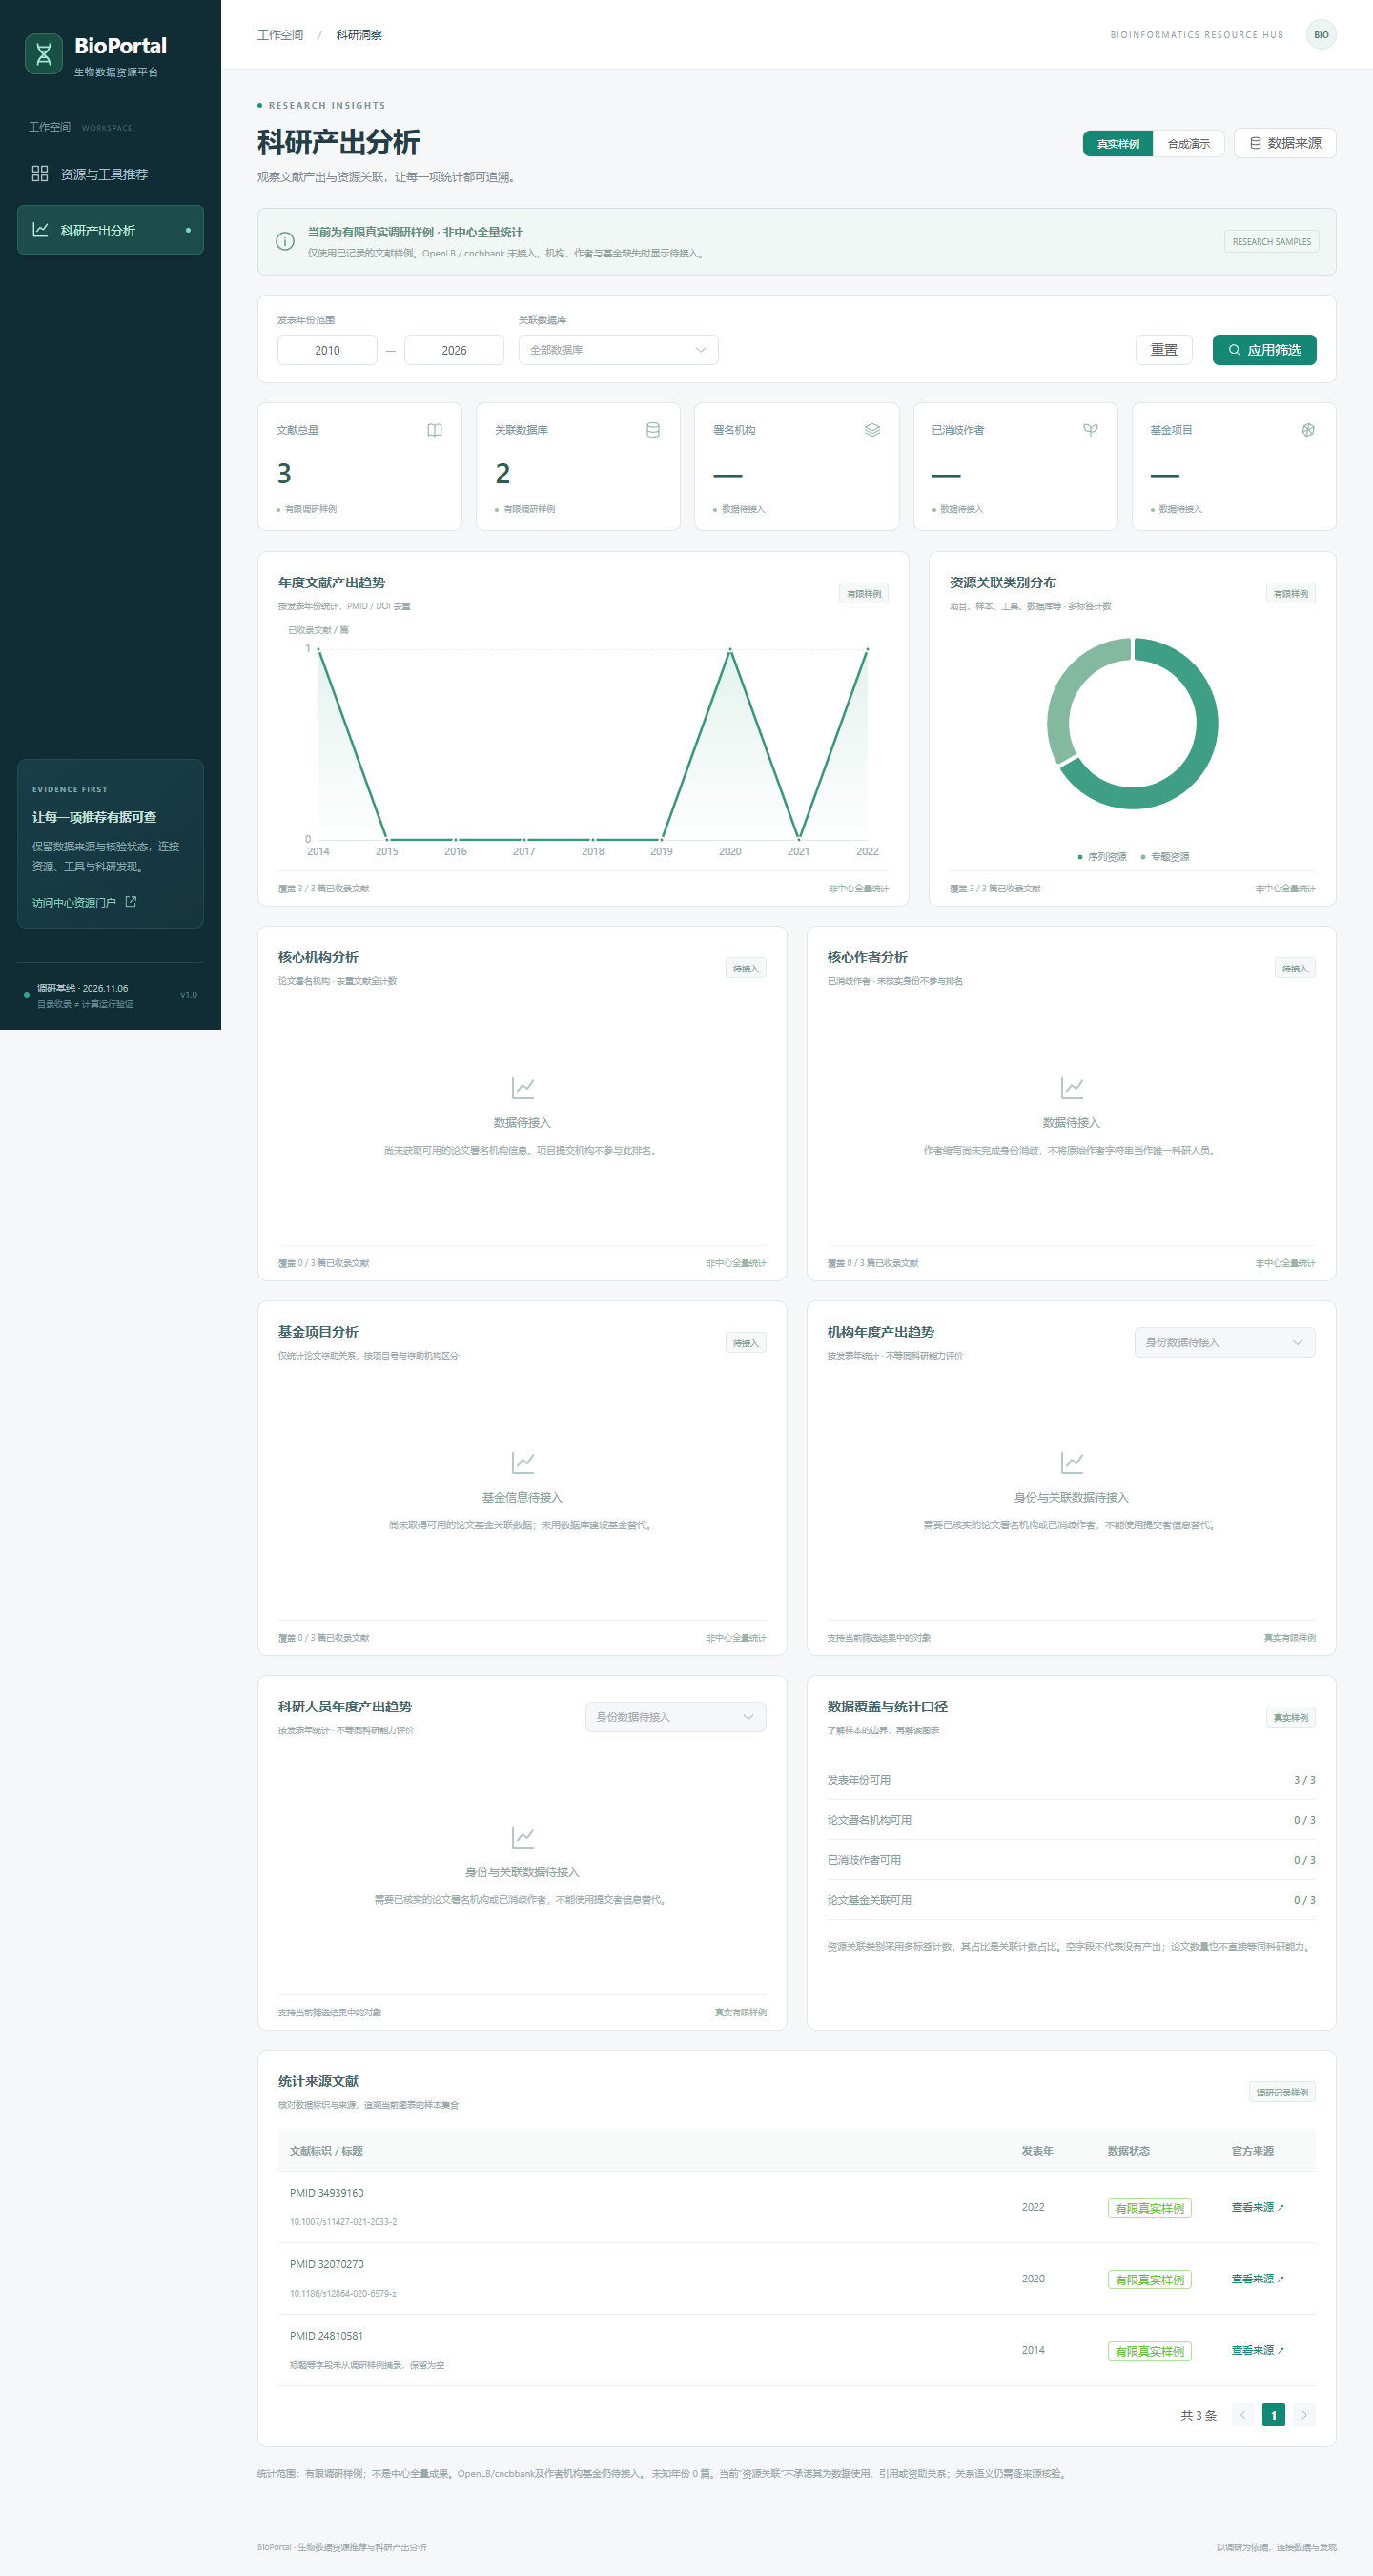 BioPortal
生物数据资源平台
工作空间 WORKSPACE
资源与工具推荐
科研产出分析
EVIDENCE FIRST
让每一项推荐有据可查
保留数据来源与核验状态，连接
资源、工具与科研发现。
访问中心资源门户
调研基线 · 2026.11.06
目录收录 ≠ 计算运行验证
v1.0
工作空间 / 科研洞察
BIOINFORMATICS RESOURCE HUB
BIO
RESEARCH INSIGHTS
科研产出分析
观察文献产出与资源关联，让每一项统计都可追溯。
真实样例
合成演示
数据来源
当前为有限真实调研样例 · 非中心全量统计
仅使用已记录的文献样例。OpenLB / cncbbank 未接入，机构、作者与基金缺失时显示待接入。
RESEARCH SAMPLES
发表年份范围
关联数据库
2010 — 2026
全部数据库
重置
应用筛选
文献总量
3
有限调研样例
关联数据库
2
有限调研样例
署名机构
—
数据待接入
已消歧作者
—
数据待接入
基金项目
—
数据待接入
年度文献产出趋势
按发表年份统计，PMID / DOI 去重
有限样例
已收录文献 / 篇
1
0
2014 2015 2016 2017 2018 2019 2020 2021 2022
覆盖 3 / 3 篇已收录文献
非中心全量统计
资源关联类别分布
项目、样本、工具、数据库等 · 多标签计数
有限样例
序列资源 专题资源
覆盖 3 / 3 篇已收录文献
非中心全量统计
核心机构分析
论文署名机构 · 去重文献全计数
待接入
数据待接入
尚未获取可用的论文署名机构信息。项目提交机构不参与此排名。
覆盖 0 / 3 篇已收录文献
非中心全量统计
核心作者分析
已消歧作者 · 未核实身份不参与排名
待接入
数据待接入
作者缩写尚未完成身份消歧，不将原始作者字符串当作唯一科研人员。
覆盖 0 / 3 篇已收录文献
非中心全量统计
基金项目分析
仅统计论文资助关系，按项目号与资助机构区分
待接入
基金信息待接入
尚未取得可用的论文基金关联数据；未用数据库建设基金替代。
覆盖 0 / 3 篇已收录文献
非中心全量统计
机构年度产出趋势
按发表年统计 · 不等同科研能力评价
身份数据待接入
身份与关联数据待接入
需要已核实的论文署名机构或已消歧作者，不能使用提交者信息替代。
支持当前筛选结果中的对象
真实有限样例
科研人员年度产出趋势
按发表年统计 · 不等同科研能力评价
身份数据待接入
身份与关联数据待接入
需要已核实的论文署名机构或已消歧作者，不能使用提交者信息替代。
支持当前筛选结果中的对象
真实有限样例
数据覆盖与统计口径
了解样本的边界，再解读图表
真实样例
发表年份可用 3 / 3
论文署名机构可用 0 / 3
已消歧作者可用 0 / 3
论文基金关联可用 0 / 3
资源关联类别采用多标签计数，其占比是关联计数占比。空字段不代表没有产出；论文数量也不直接等同科研能力。
统计来源文献
核对数据标识与来源，追溯当前图表的样本集合
调研记录样例
文献标识 / 标题 发表年 数据状态 官方来源
PMID 34939160
10.1007/s11427-021-2033-2
2022 有限真实样例 查看来源 ↗
PMID 32070270
10.1186/s12864-020-6579-z
2020 有限真实样例 查看来源 ↗
PMID 24810581
标题等字段未从调研样例摘录，保留为空
2014 有限真实样例 查看来源 ↗
共 3 条 1
统计范围：有限调研样例；不是中心全量成果。OpenLB/cncbbank及作者机构基金仍待接入。 未知年份 0 篇。当前“资源关联”不承诺其为数据使用、引用或资助关系；关系语义仍需逐来源核验。
BioPortal · 生物数据资源推荐与科研产出分析
以调研为依据，连接数据与发现